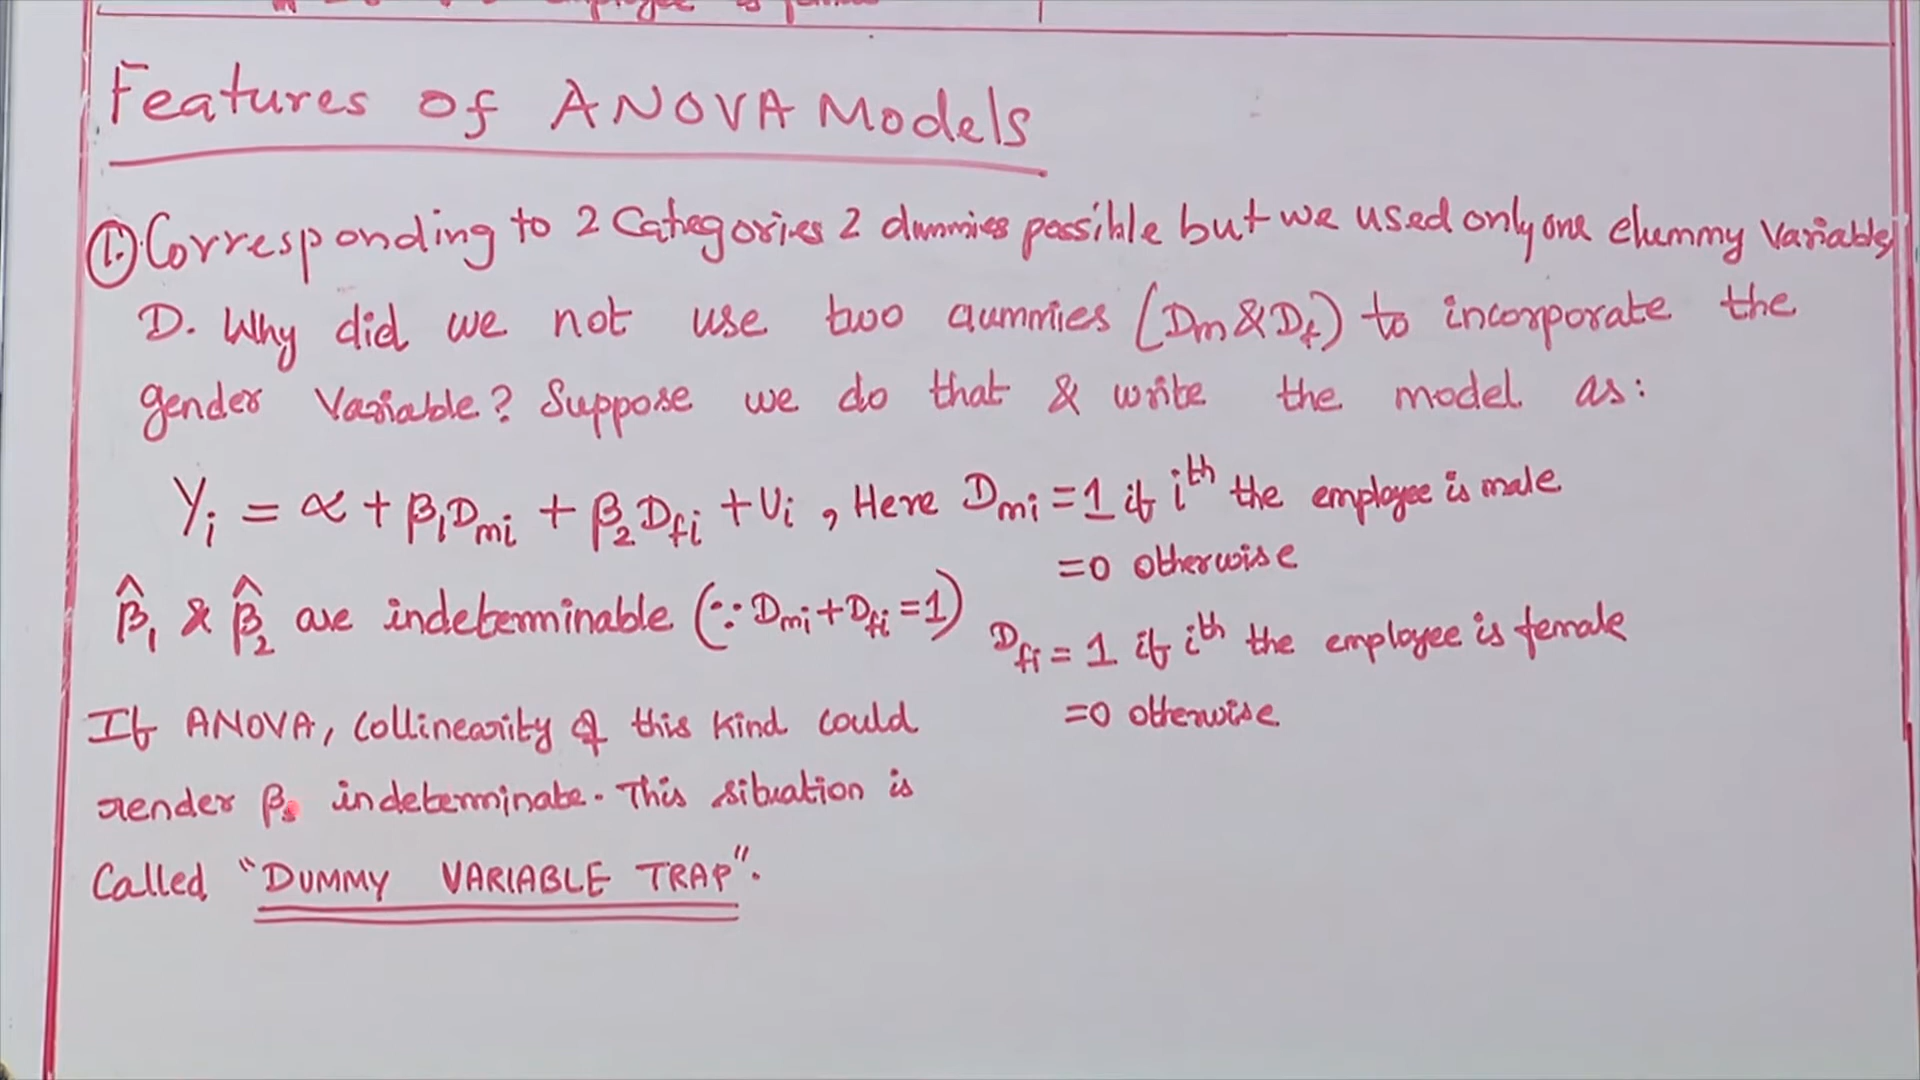 employee is female
Features of ANOVA Models
①. Corresponding to 2 Categories 2 dummies possible but we used only one dummy variable,
D. Why did we not use two dummies (Dm & Df) to incorporate the
gender variable? Suppose we do that & write the model as:
Yᵢ = α + β₁Dmi + β₂Dfi + Uᵢ, Here Dmi = 1 if ith the employee is male
= 0 otherwise
β̂₁ & β̂₂ are indeterminable (∵ Dmi + Dfi = 1)
Dfi = 1 if ith the employee is female
= 0 otherwise
If ANOVA, Collinearity of this kind could
render βs indeterminate. This situation is
Called "DUMMY VARIABLE TRAP".